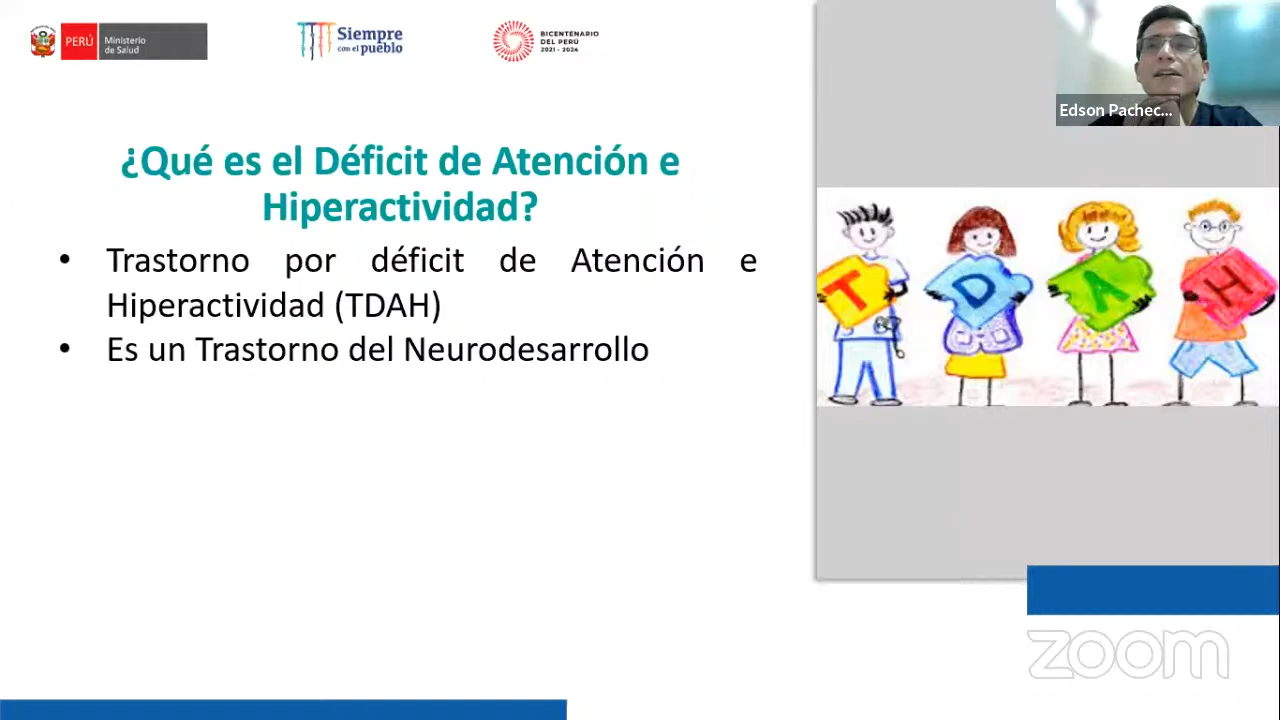 PERÚ
Ministerio
de Salud
Siempre
con el pueblo
BICENTENARIO
DEL PERÚ
2021 - 2024
Edson Pachec...
¿Qué es el Déficit de Atención e
Hiperactividad?
• Trastorno por déficit de Atención e
Hiperactividad (TDAH)
• Es un Trastorno del Neurodesarrollo
T D A H
zoom